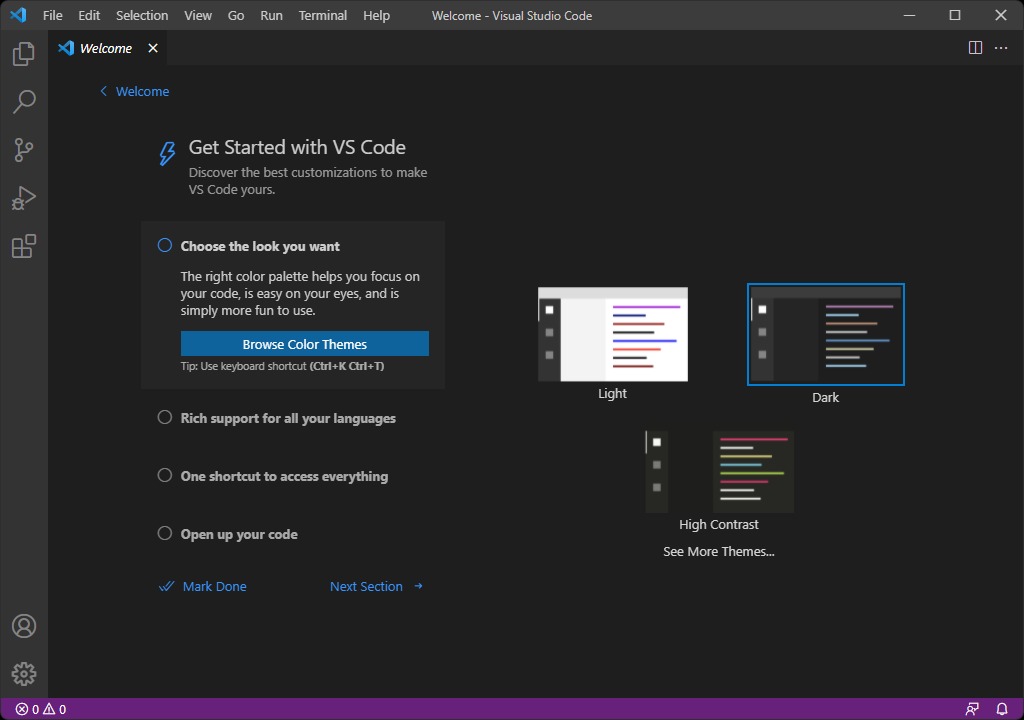 File Edit Selection View Go Run Terminal Help Welcome - Visual Studio Code
Welcome
Welcome
Get Started with VS Code
Discover the best customizations to make
VS Code yours.
Choose the look you want
The right color palette helps you focus on
your code, is easy on your eyes, and is
simply more fun to use.
Browse Color Themes
Tip: Use keyboard shortcut (Ctrl+K Ctrl+T)
Rich support for all your languages
One shortcut to access everything
Open up your code
Mark Done Next Section
Light
Dark
High Contrast
See More Themes...
0 0